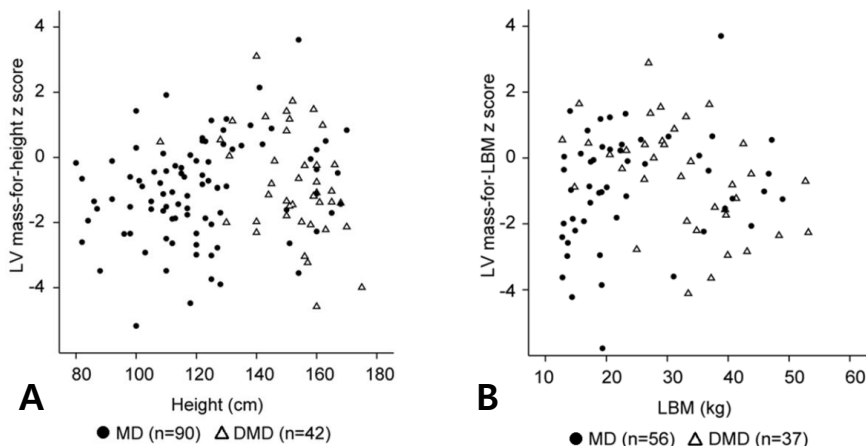 LV mass-for-height z score
4
2
0
-2
-4
80
100
120
140
160
180
A
Height (cm)
MD (n=90) DMD (n=42)
LV mass-for-LBM z score
4
2
0
-2
-4
10
20
30
40
50
60
B
LBM (kg)
MD (n=56) DMD (n=37)